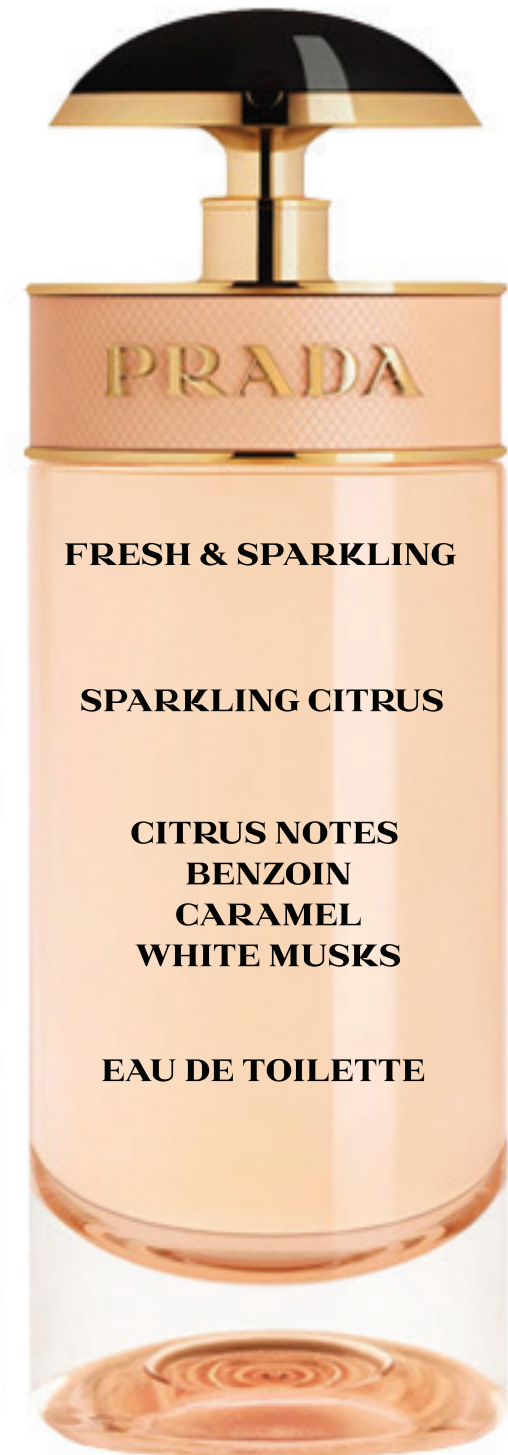 PRADA
FRESH & SPARKLING
SPARKLING CITRUS
CITRUS NOTES
BENZOIN
CARAMEL
WHITE MUSKS
EAU DE TOILETTE